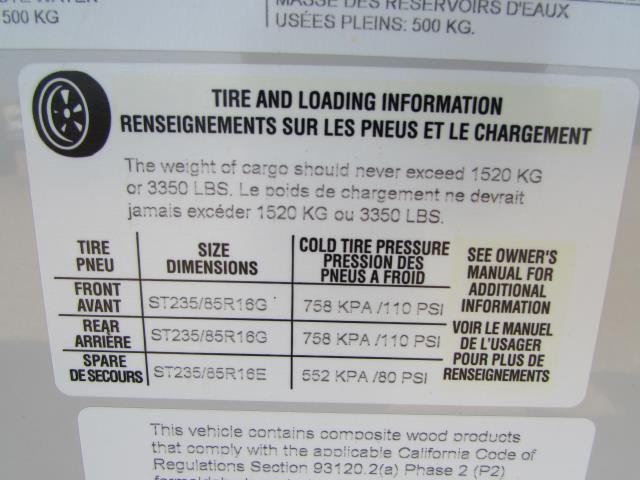 WATER
500 KG
MASSE DES RÉSERVOIRS D'EAUX
USÉES PLEINS: 500 KG.
TIRE AND LOADING INFORMATION
RENSEIGNEMENTS SUR LES PNEUS ET LE CHARGEMENT
The weight of cargo should never exceed 1520 KG
or 3350 LBS. Le poids de chargement ne devrait
jamais excéder 1520 KG ou 3350 LBS.
TIRE
PNEU
SIZE
DIMENSIONS
COLD TIRE PRESSURE
PRESSION DES
PNEUS A FROID
SEE OWNER'S
MANUAL FOR
ADDITIONAL
INFORMATION
VOIR LE MANUEL
DE L'USAGER
POUR PLUS DE
RENSEIGNEMENTS
FRONT
AVANT
ST235/85R16G
758 KPA /110 PSI
REAR
ARRIÈRE
ST235/85R16G
758 KPA /110 PSI
SPARE
DE SECOURS
ST235/85R16E
552 KPA /80 PSI
This vehicle contains composite wood products
that comply with the applicable California Code of
Regulations Section 93120.2(a) Phase 2 (P2)